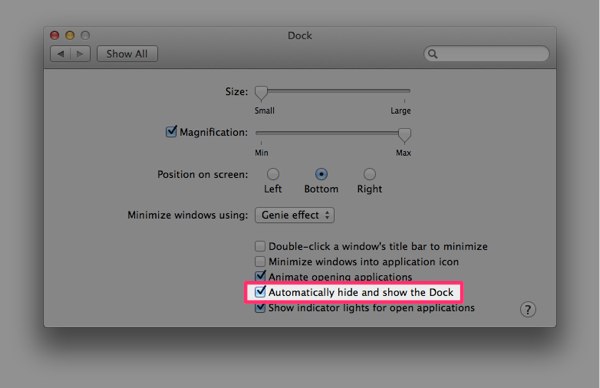 Dock
Show All
Size:
Small Large
Magnification:
Min Max
Position on screen:
Left Bottom Right
Minimize windows using: Genie effect
Double-click a window's title bar to minimize
Minimize windows into application icon
Animate opening applications
Automatically hide and show the Dock
Show indicator lights for open applications
?